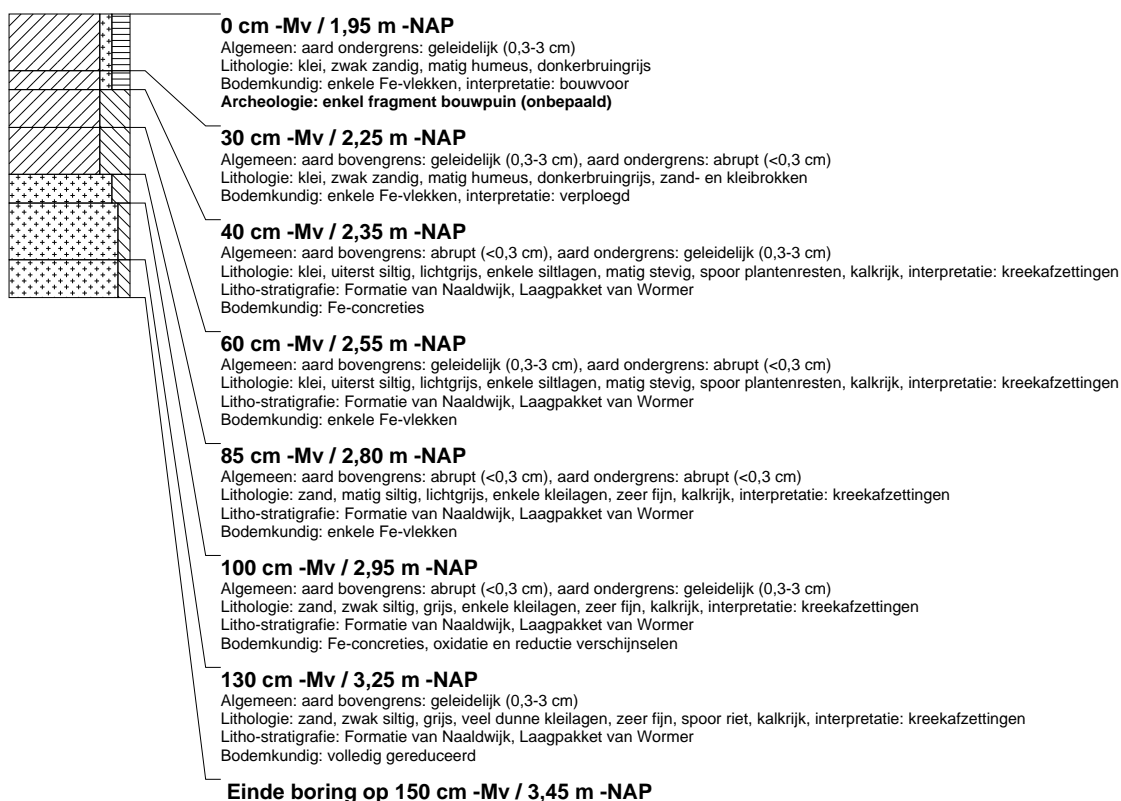 0 cm -Mv / 1,95 m -NAP
Algemeen: aard ondergrens: geleidelijk (0,3-3 cm)
Lithologie: klei, zwak zandig, matig humeus, donkerbruingrijs
Bodemkundig: enkele Fe-vlekken, interpretatie: bouwvoor
Archeologie: enkel fragment bouwpuin (onbepaald)
30 cm -Mv / 2,25 m -NAP
Algemeen: aard bovengrens: geleidelijk (0,3-3 cm), aard ondergrens: abrupt (<0,3 cm)
Lithologie: klei, zwak zandig, matig humeus, donkerbruingrijs, zand- en kleibrokken
Bodemkundig: enkele Fe-vlekken, interpretatie: verploegd
40 cm -Mv / 2,35 m -NAP
Algemeen: aard bovengrens: abrupt (<0,3 cm), aard ondergrens: geleidelijk (0,3-3 cm)
Lithologie: klei, uiterst siltig, lichtgrijs, enkele siltlagen, matig stevig, spoor plantenresten, kalkrijk, interpretatie: kreekafzettingen
Litho-stratigrafie: Formatie van Naaldwijk, Laagpakket van Wormer
Bodemkundig: Fe-concreties
60 cm -Mv / 2,55 m -NAP
Algemeen: aard bovengrens: geleidelijk (0,3-3 cm), aard ondergrens: abrupt (<0,3 cm)
Lithologie: klei, uiterst siltig, lichtgrijs, enkele siltlagen, matig stevig, spoor plantenresten, kalkrijk, interpretatie: kreekafzettingen
Litho-stratigrafie: Formatie van Naaldwijk, Laagpakket van Wormer
Bodemkundig: enkele Fe-vlekken
85 cm -Mv / 2,80 m -NAP
Algemeen: aard bovengrens: abrupt (<0,3 cm), aard ondergrens: abrupt (<0,3 cm)
Lithologie: zand, matig siltig, lichtgrijs, enkele kleilagen, zeer fijn, kalkrijk, interpretatie: kreekafzettingen
Litho-stratigrafie: Formatie van Naaldwijk, Laagpakket van Wormer
Bodemkundig: enkele Fe-vlekken
100 cm -Mv / 2,95 m -NAP
Algemeen: aard bovengrens: abrupt (<0,3 cm), aard ondergrens: geleidelijk (0,3-3 cm)
Lithologie: zand, zwak siltig, grijs, enkele kleilagen, zeer fijn, kalkrijk, interpretatie: kreekafzettingen
Litho-stratigrafie: Formatie van Naaldwijk, Laagpakket van Wormer
Bodemkundig: Fe-concreties, oxidatie en reductie verschijnselen
130 cm -Mv / 3,25 m -NAP
Algemeen: aard bovengrens: geleidelijk (0,3-3 cm)
Lithologie: zand, zwak siltig, grijs, veel dunne kleilagen, zeer fijn, spoor riet, kalkrijk, interpretatie: kreekafzettingen
Litho-stratigrafie: Formatie van Naaldwijk, Laagpakket van Wormer
Bodemkundig: volledig gereduceerd
Einde boring op 150 cm -Mv / 3,45 m -NAP